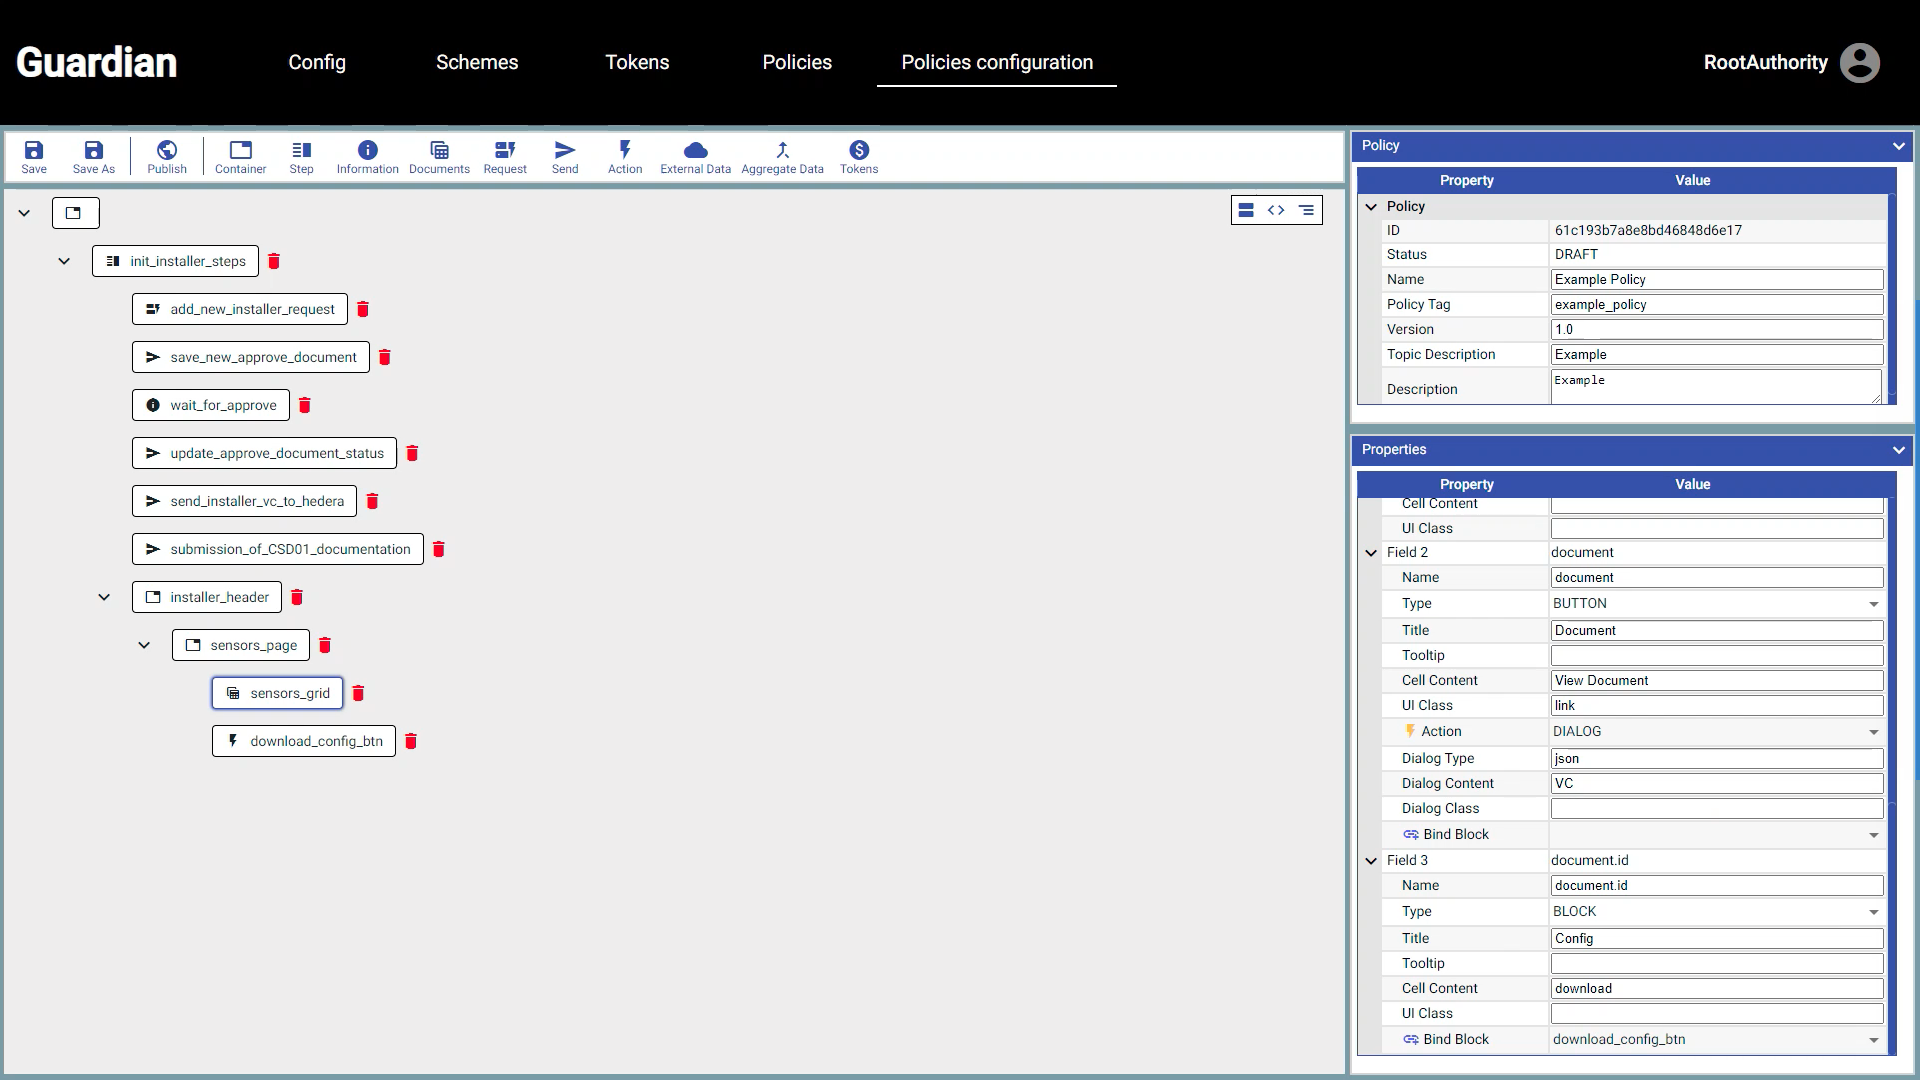 Guardian
Config
Schemes
Tokens
Policies
Policies configuration
RootAuthority
Save
Save As
Publish
Container
Step
Information
Documents
Request
Send
Action
External Data
Aggregate Data
Tokens
init_installer_steps
add_new_installer_request
save_new_approve_document
wait_for_approve
update_approve_document_status
send_installer_vc_to_hedera
submission_of_CSD01_documentation
installer_header
sensors_page
sensors_grid
download_config_btn
Policy
Property Value
Policy
ID 61c193b7a8e8bd46848d6e17
Status DRAFT
Name Example Policy
Policy Tag example_policy
Version 1.0
Topic Description Example
Description Example
Properties
Property Value
Cell Content
UI Class
Field 2 document
Name document
Type BUTTON
Title Document
Tooltip
Cell Content View Document
UI Class link
Action DIALOG
Dialog Type json
Dialog Content VC
Dialog Class
Bind Block
Field 3 document.id
Name document.id
Type BLOCK
Title Config
Tooltip
Cell Content download
UI Class
Bind Block download_config_btn